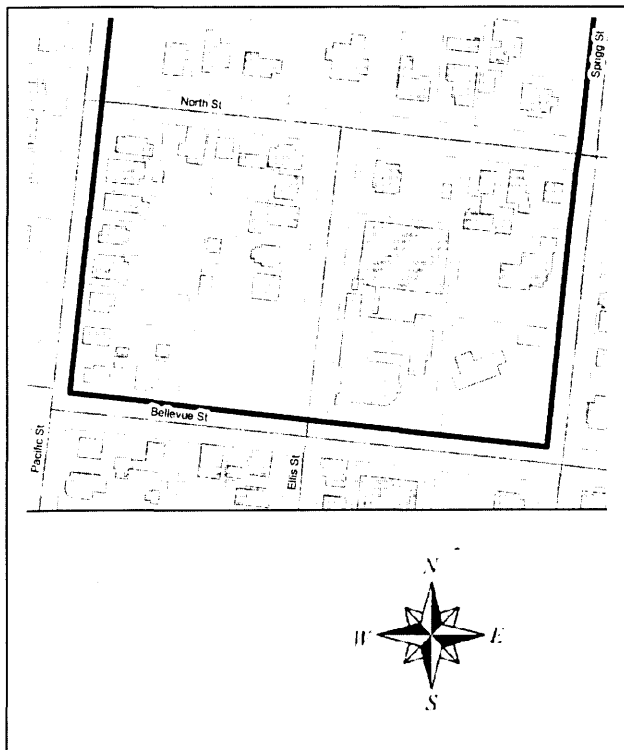 Sprigg St
North St
Bellevue St
Pacific St
Ellis St
N
W E
S